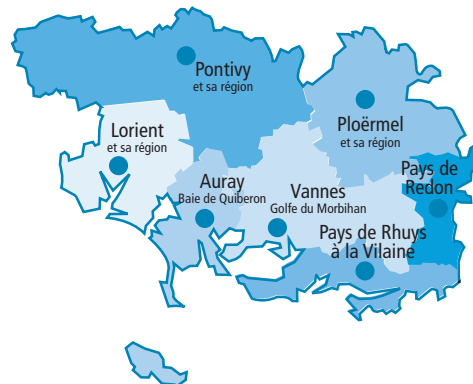 Pontivy
et sa région
Lorient
et sa région
Ploërmel
et sa région
Auray
Baie de Quiberon
Vannes
Golfe du Morbihan
Pays de
Redon
Pays de Rhuys
à la Vilaine